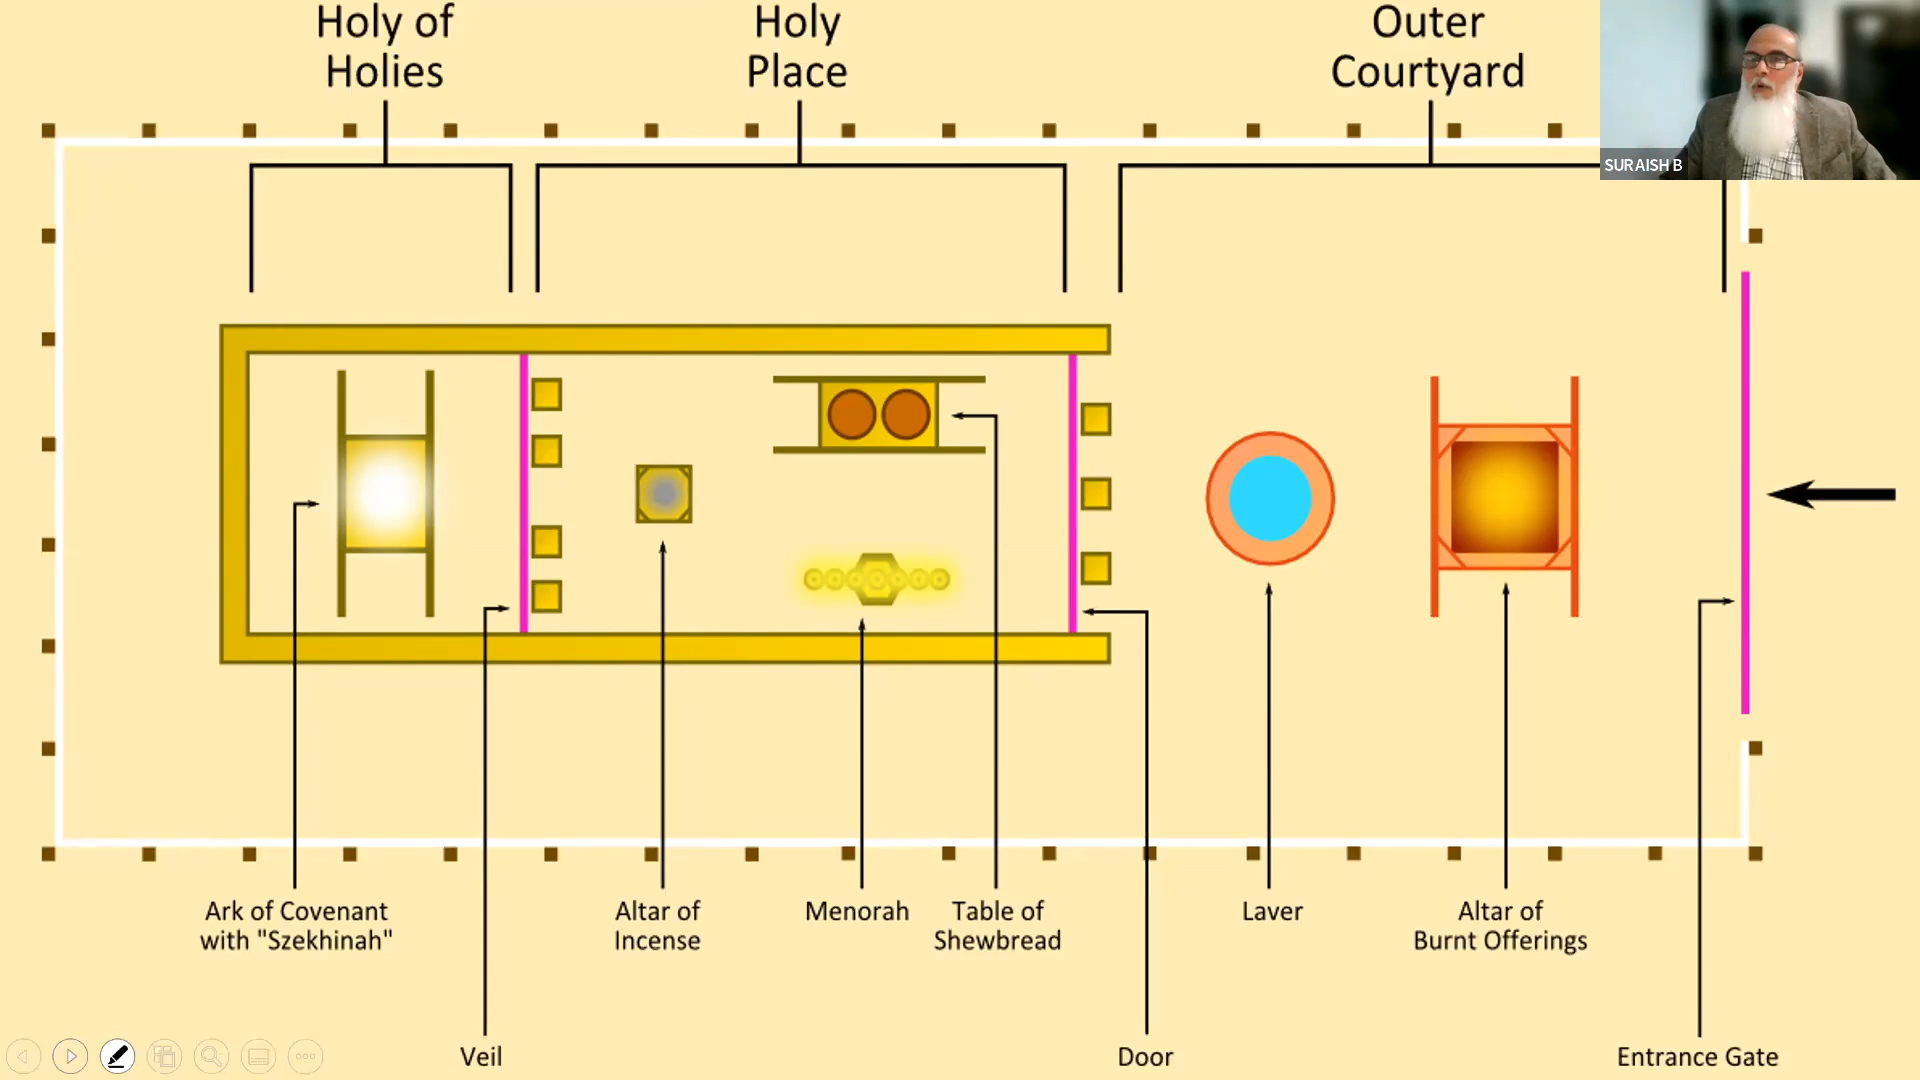 Holy of
Holies
Holy
Place
Outer
Courtyard
SURAISH B
Ark of Covenant
with "Szekhinah"
Altar of
Incense
Menorah
Table of
Shewbread
Laver
Altar of
Burnt Offerings
Veil
Door
Entrance Gate